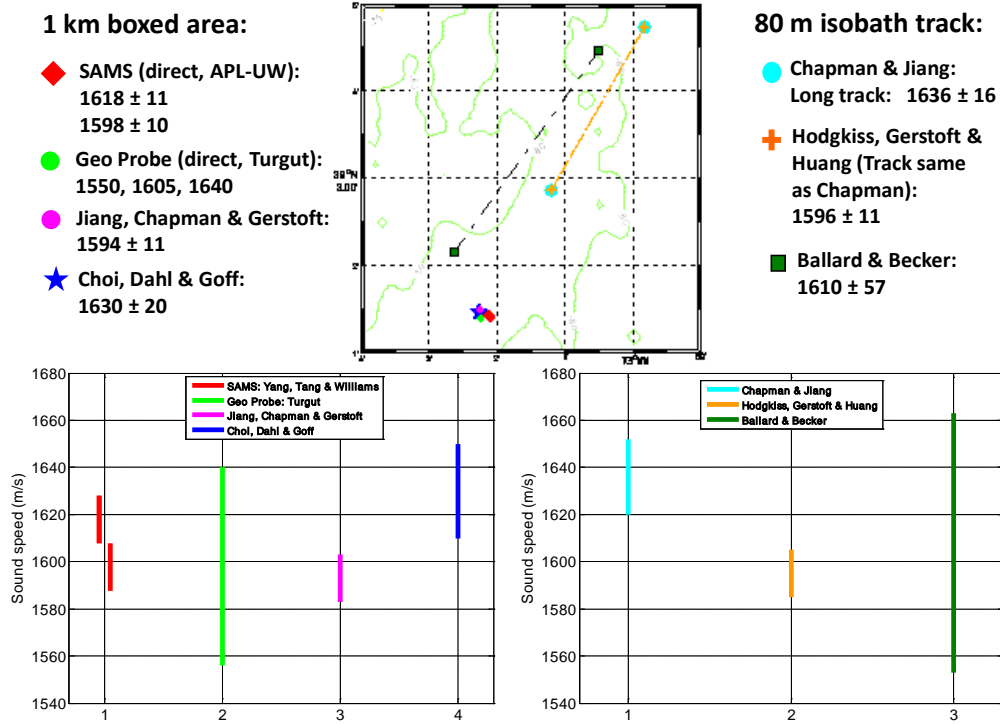 1 km boxed area:
SAMS (direct, APL-UW):
1618 ± 11
1598 ± 10
Geo Probe (direct, Turgut):
1550, 1605, 1640
Jiang, Chapman & Gerstoft:
1594 ± 11
Choi, Dahl & Goff:
1630 ± 20
39°N
3.00'
80 m isobath track:
Chapman & Jiang:
Long track: 1636 ± 16
Hodgkiss, Gerstoft &
Huang (Track same
as Chapman):
1596 ± 11
Ballard & Becker:
1610 ± 57
1680
1660
1640
1620
1600
1580
1560
1540
Sound speed (m/s)
SAMS: Yang, Tang & Williams
Geo Probe: Turgut
Jiang, Chapman & Gerstoft
Choi, Dahl & Goff
1 2 3 4
1680
1660
1640
1620
1600
1580
1560
1540
Sound speed (m/s)
Chapman & Jiang
Hodgkiss, Gerstoft & Huang
Ballard & Becker
1 2 3